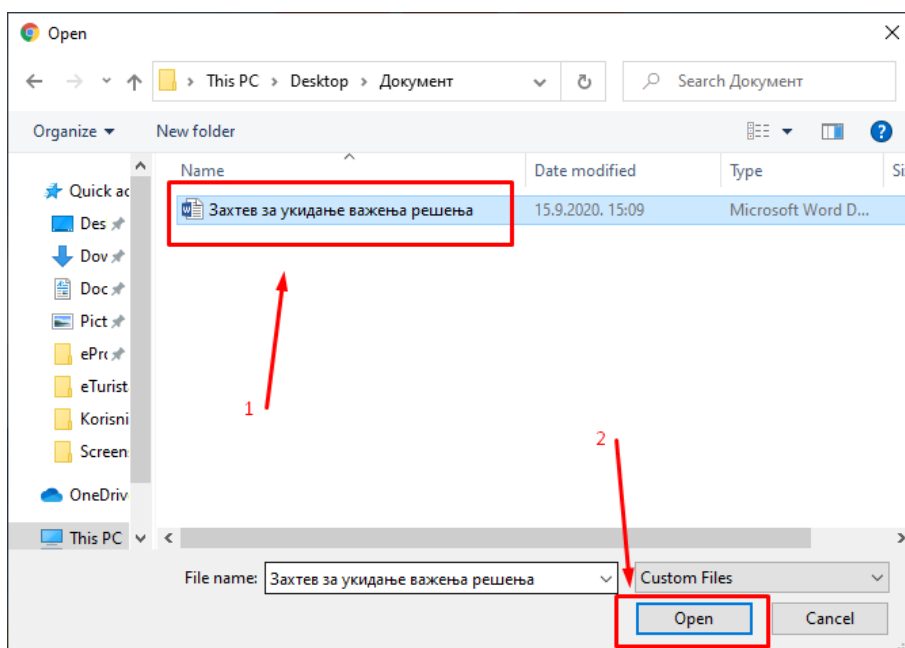 Open
This PC > Desktop > Документ
Search Документ
Organize
New folder
Name
Date modified
Type
Si
Quick ac
Захтев за укидање важења решења
15.9.2020. 15:09
Microsoft Word D...
Des
Dov
Doc
Pict
ePro
eTurist
Korisni
Screen
OneDriv
This PC
1
2
File name:
Захтев за укидање важења решења
Custom Files
Open
Cancel